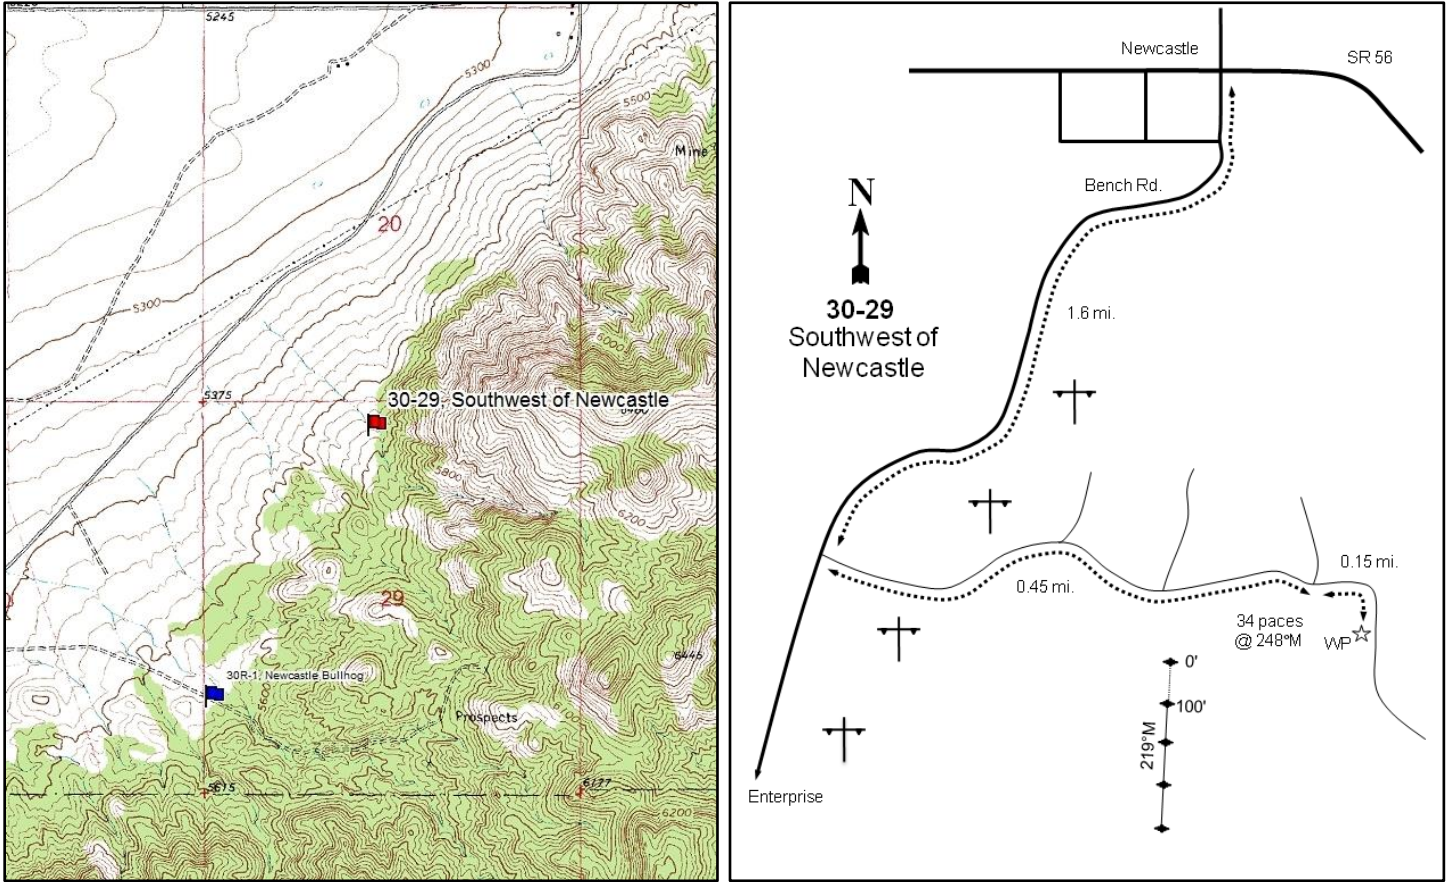 5245
5300
5500
Mine
20
5300
6000
5375
30-29, Southwest of Newcastle
5800
6200
29
6446
30R-1, Newcastle Bullhog
5600
Prospects
5615
6177
6200
Newcastle
SR 56
Bench Rd.
N
30-29
Southwest of
Newcastle
1.6 mi.
0.15 mi.
0.45 mi.
34 paces
@ 248°M
WP
0'
100'
219°M
Enterprise